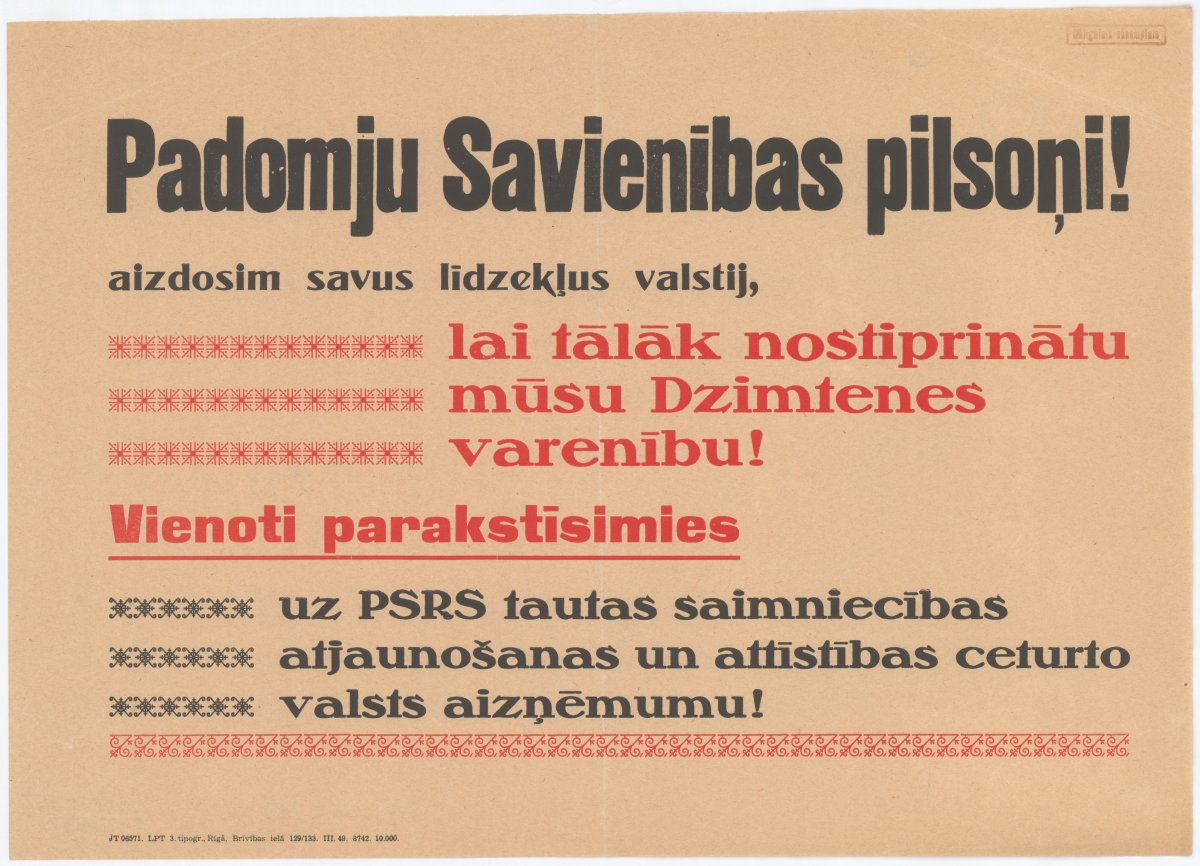 Obligātais eksemplārs
Padomju Savienības pilsoņi!
aizdosim savus līdzekļus valstij,
lai tālāk nostiprinātu
mūsu Dzimtenes
varenību!
Vienoti parakstīsimies
uz PSRS tautas saimniecības
atjaunošanas un attīstības ceturto
valsts aizņēmumu!
JT 06571. LPT 3. tipogr., Rīgā, Brīvības ielā 129/133. III. 49. 8742. 10.000.